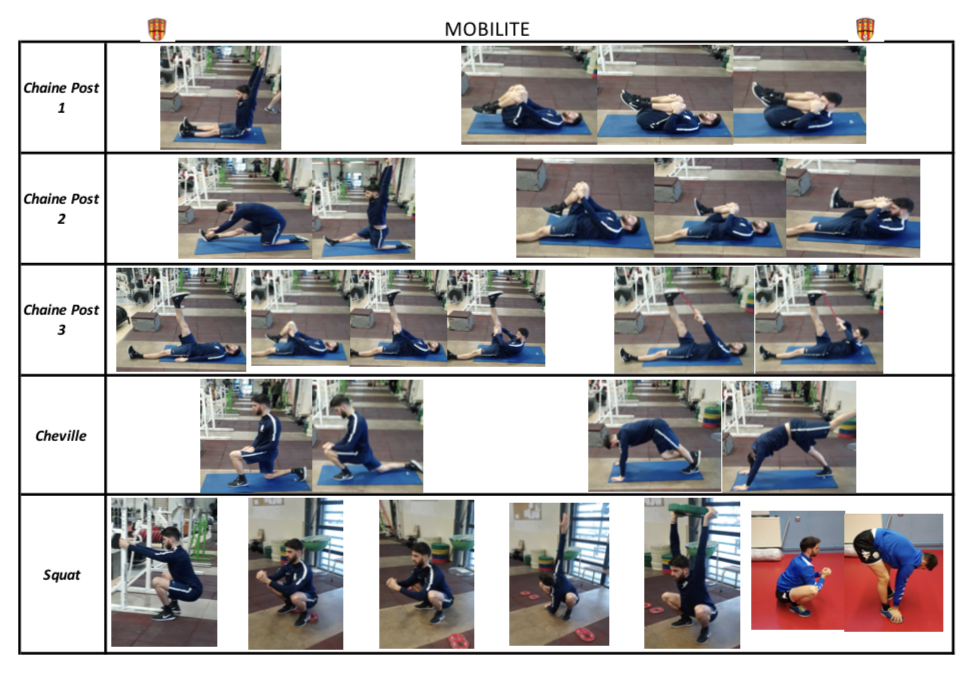 MOBILITE
Chaine Post
1
Chaine Post
2
Chaine Post
3
Cheville
Squat